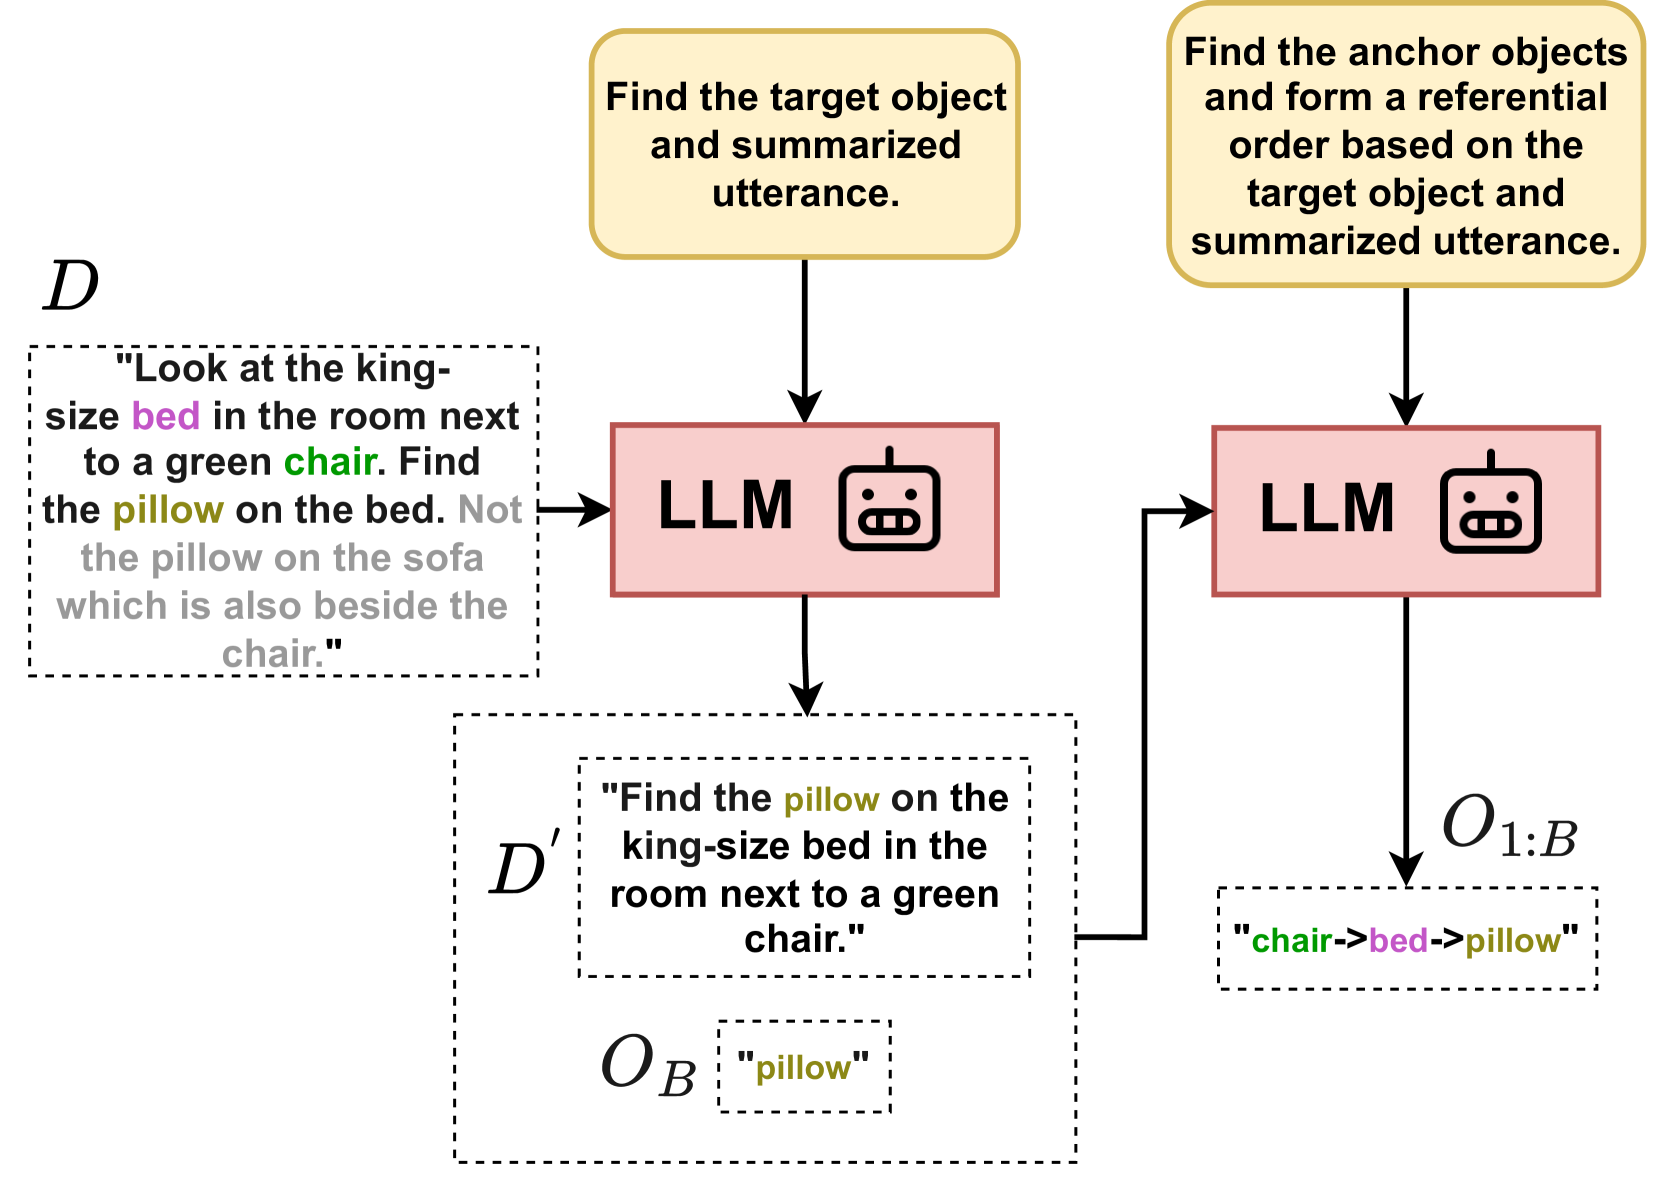 Find the target object
and summarized
utterance.
Find the anchor objects
and form a referential
order based on the
target object and
summarized utterance.
D
"Look at the king-
size bed in the room next
to a green chair. Find
the pillow on the bed. Not
the pillow on the sofa
which is also beside the
chair."
LLM
LLM
D'
"Find the pillow on the
king-size bed in the
room next to a green
chair."
O_B
"pillow"
O_{1:B}
"chair->bed->pillow"